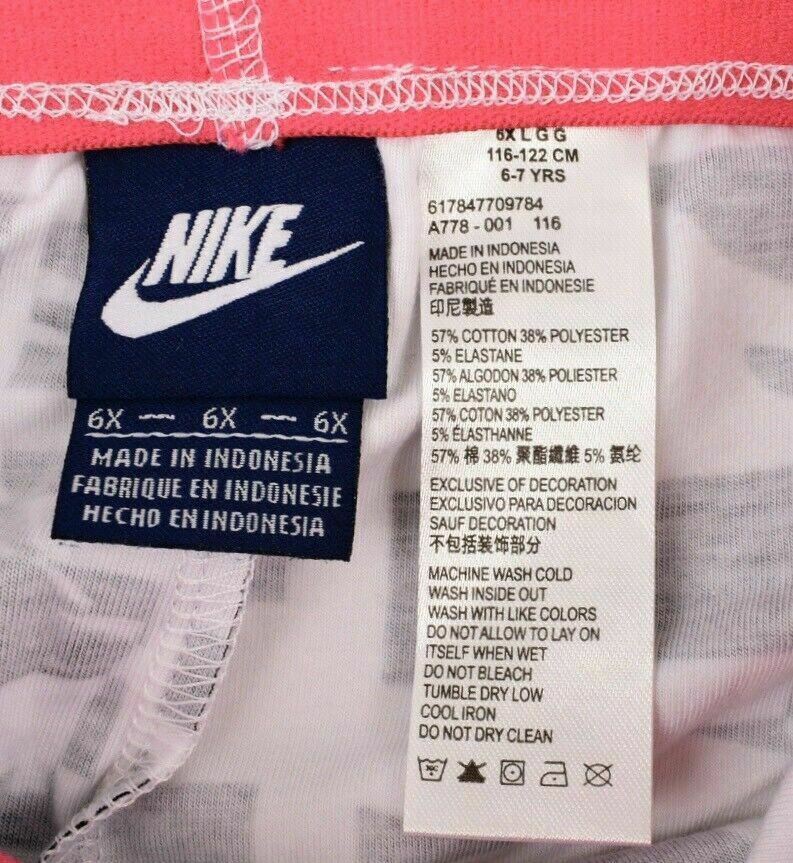 NIKE
6X — 6X — 6X
MADE IN INDONESIA
FABRIQUE EN INDONESIE
HECHO EN INDONESIA
6X L G G
116-122 CM
6-7 YRS
617847709784
A778 - 001 116
MADE IN INDONESIA
HECHO EN INDONESIA
FABRIQUÉ EN INDONESIE
印尼製造
57% COTTON 38% POLYESTER
5% ELASTANE
57% ALGODON 38% POLIESTER
5% ELASTANO
57% COTON 38% POLYESTER
5% ÉLASTHANNE
57% 棉 38% 聚酯纖維 5% 氨纶
EXCLUSIVE OF DECORATION
EXCLUSIVO PARA DECORACION
SAUF DECORATION
不包括装饰部分
MACHINE WASH COLD
WASH INSIDE OUT
WASH WITH LIKE COLORS
DO NOT ALLOW TO LAY ON
ITSELF WHEN WET
DO NOT BLEACH
TUMBLE DRY LOW
COOL IRON
DO NOT DRY CLEAN